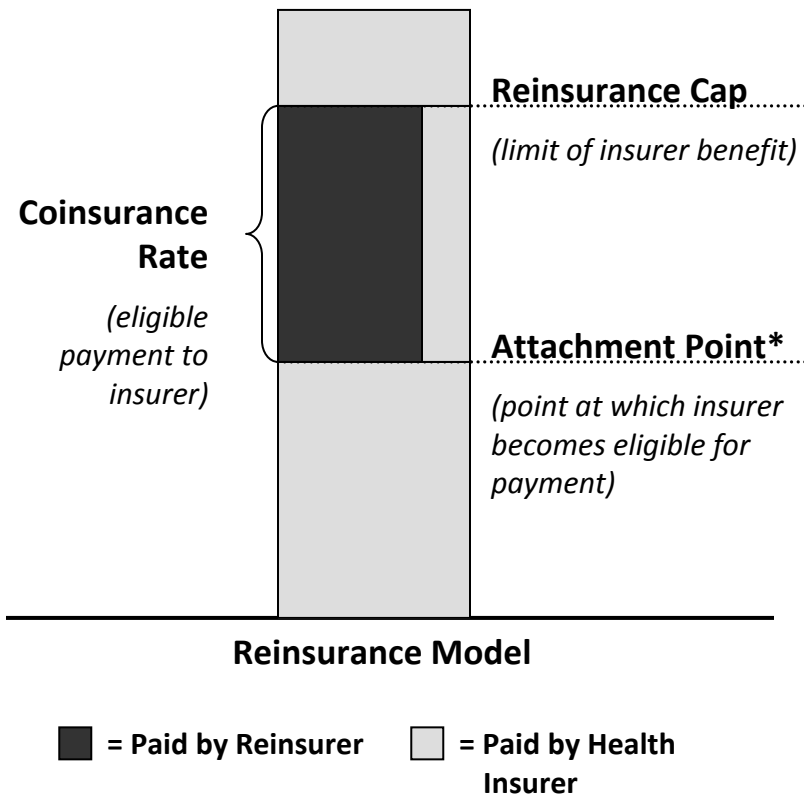 Reinsurance Cap
(limit of insurer benefit)
Coinsurance
Rate
(eligible
payment to
insurer)
Attachment Point*
(point at which insurer
becomes eligible for
payment)
Reinsurance Model
= Paid by Reinsurer
= Paid by Health
Insurer